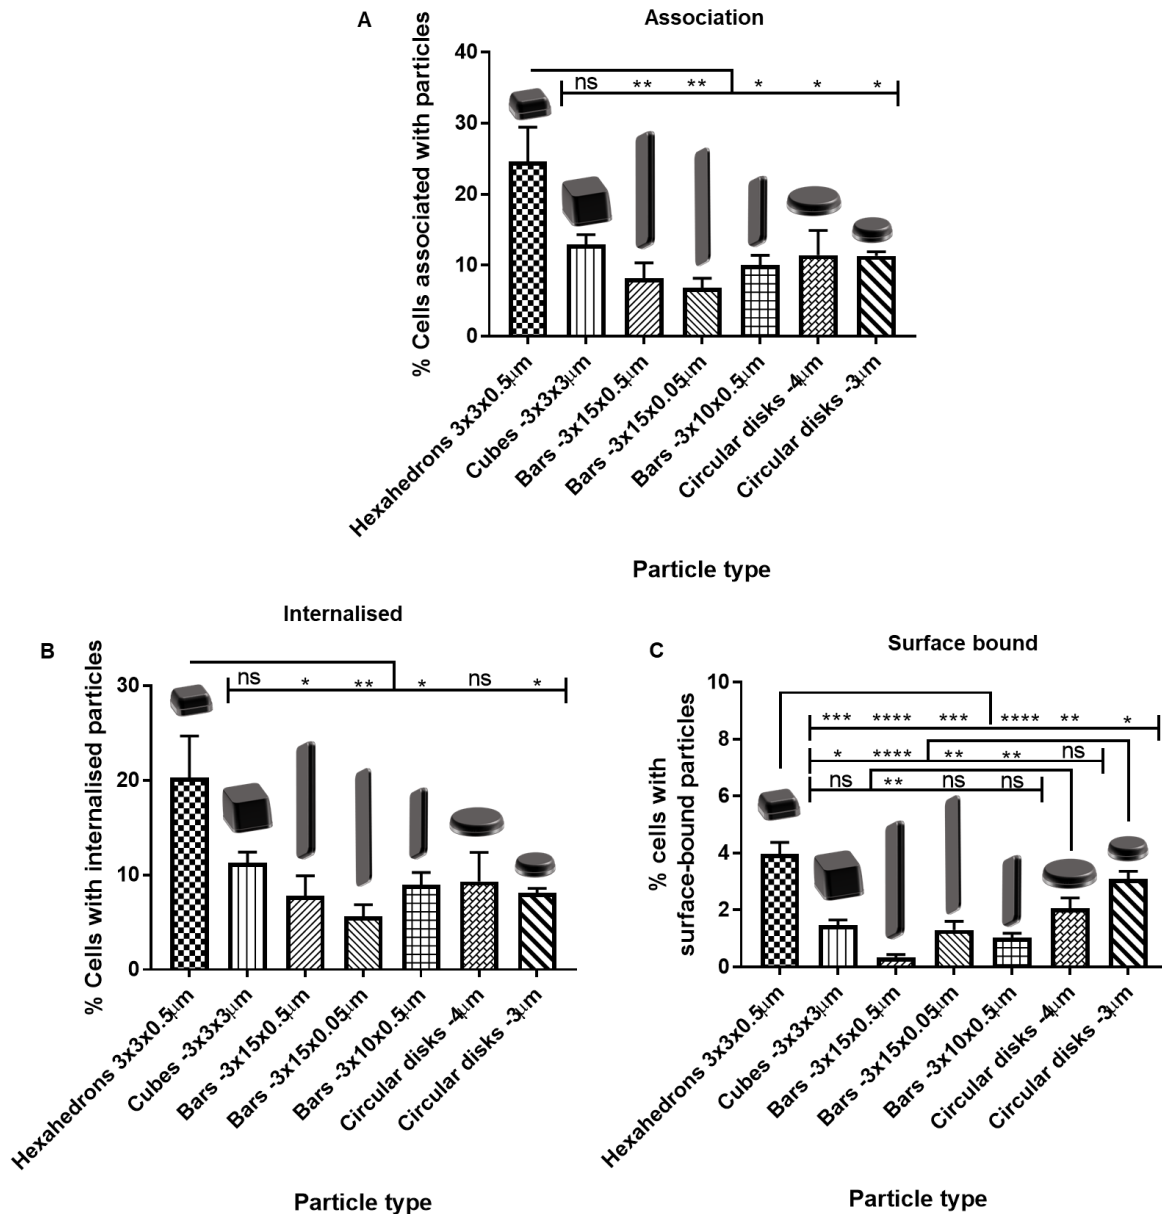 A
Association
% Cells associated with particles
40
30
20
10
0
ns ** ** * * *
Hexahedrons 3x3x0.5µm
Cubes -3x3x3µm
Bars -3x15x0.5µm
Bars -3x15x0.05µm
Bars -3x10x0.5µm
Circular disks -4µm
Circular disks -3µm
Particle type
B
Internalised
% Cells with internalised particles
30
20
10
0
ns * ** * ns *
Hexahedrons 3x3x0.5µm
Cubes -3x3x3µm
Bars -3x15x0.5µm
Bars -3x15x0.05µm
Bars -3x10x0.5µm
Circular disks -4µm
Circular disks -3µm
Particle type
C
Surface bound
% cells with
surface-bound particles
10
8
6
4
2
0
*** **** *** **** ** *
* **** ** ** ns
ns ** ns ns
Hexahedrons 3x3x0.5µm
Cubes -3x3x3µm
Bars -3x15x0.5µm
Bars -3x15x0.05µm
Bars -3x10x0.5µm
Circular disks -4µm
Circular disks -3µm
Particle type